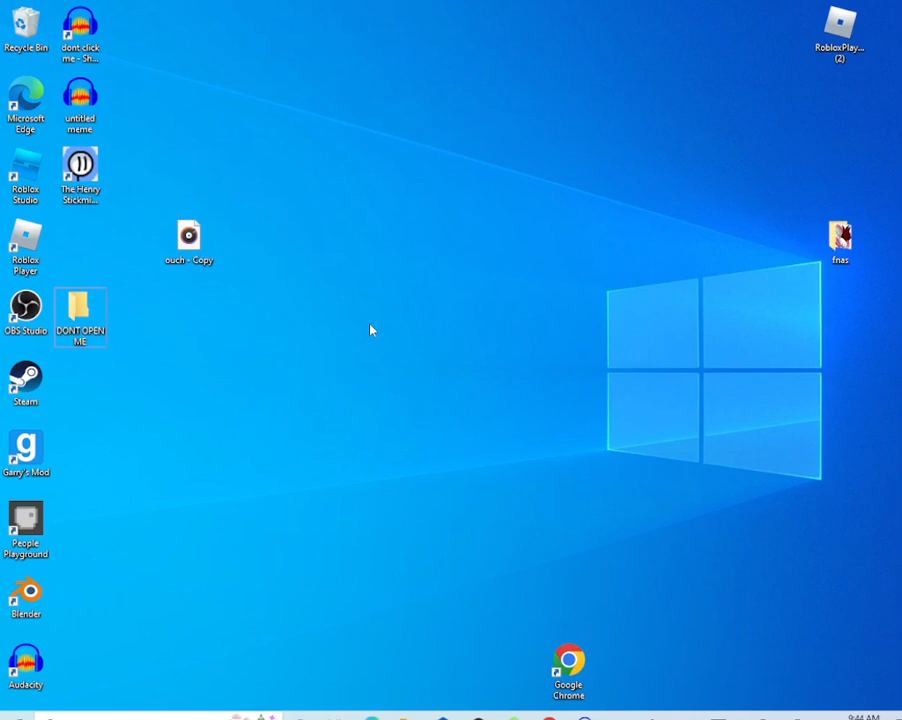 Recycle Bin
dont click
me - Sh...
Microsoft
Edge
untitled
meme
Roblox
Studio
The Henry
Stickmi...
Roblox
Player
ouch - Copy
OBS Studio
DONT OPEN
ME
Steam
g
Garry's Mod
People
Playground
Blender
Audacity
Google
Chrome
RobloxPlay...
(2)
fnas
9:44 AM